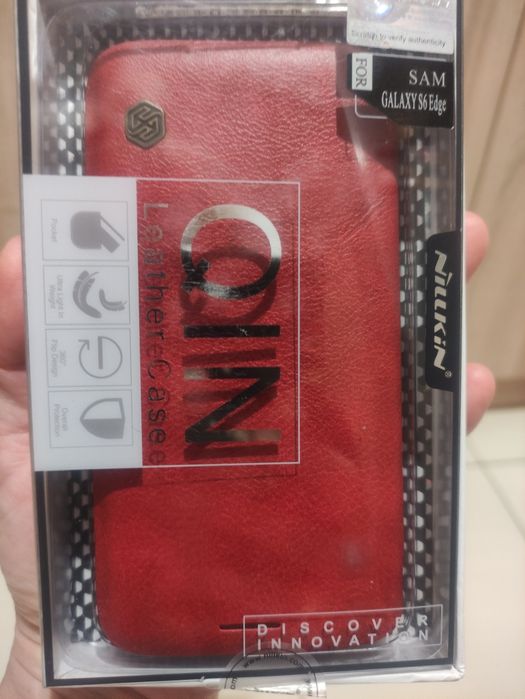 Scratch to verify authenticity
FOR
SAM
GALAXY S6 Edge
NILLKIN®
QIN
Leather Case
Pocket
Ultra Light in
Weight
360°
Flip Design
Overall
Protection
DISCOVER
INNOVATION